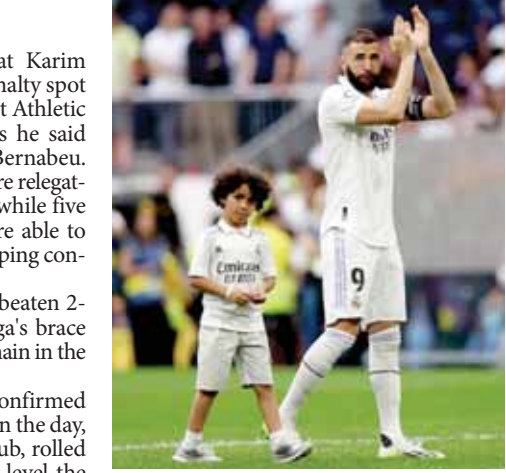 at Karim
nalty spot
t Athletic
s he said
Bernabeu.
re relegat-
while five
re able to
ping con-
beaten 2-
ga's brace
main in the
onfirmed
n the day,
ub, rolled
level the
Emirates
9